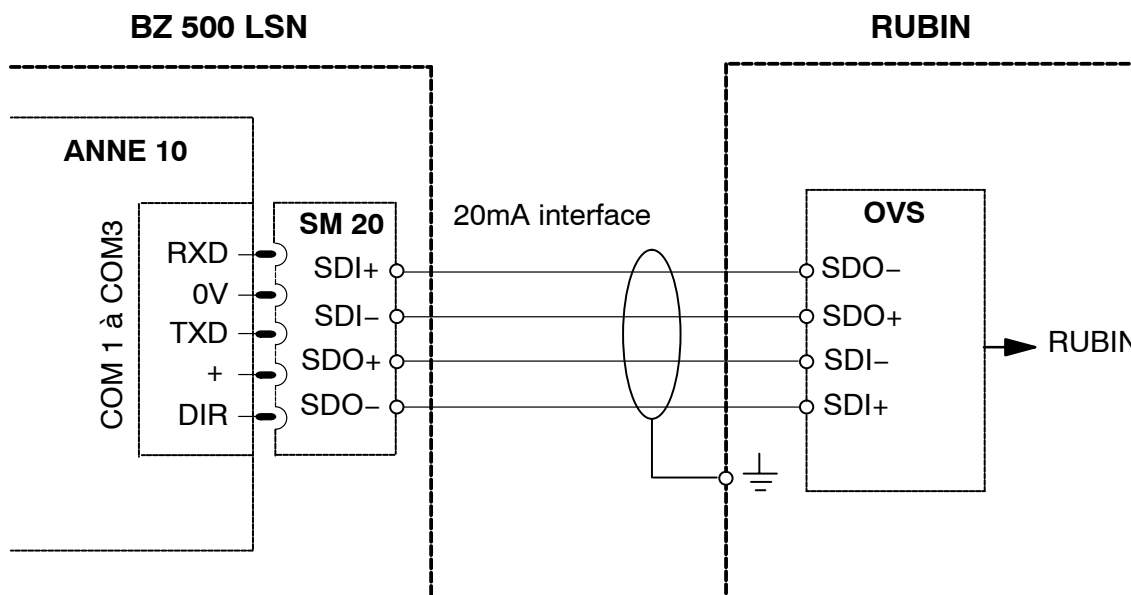 BZ 500 LSN
RUBIN
ANNE 10
COM 1 à COM3
RXD
0V
TXD
+
DIR
SM 20
SDI+
SDI−
SDO+
SDO−
20mA interface
OVS
SDO−
SDO+
SDI−
SDI+
RUBIN